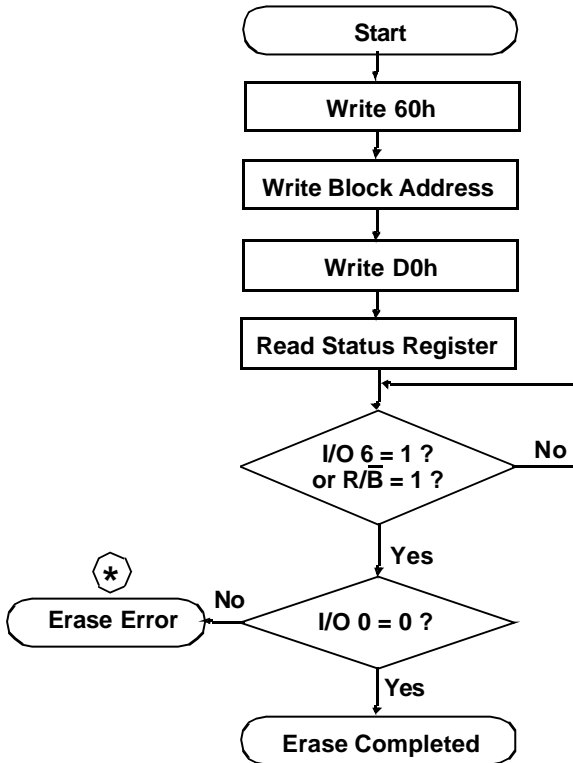 Start
Write 60h
Write Block Address
Write D0h
Read Status Register
I/O 6 = 1 ?
or R/B̅ = 1 ?
No
Yes
*
Erase Error
No
I/O 0 = 0 ?
Yes
Erase Completed